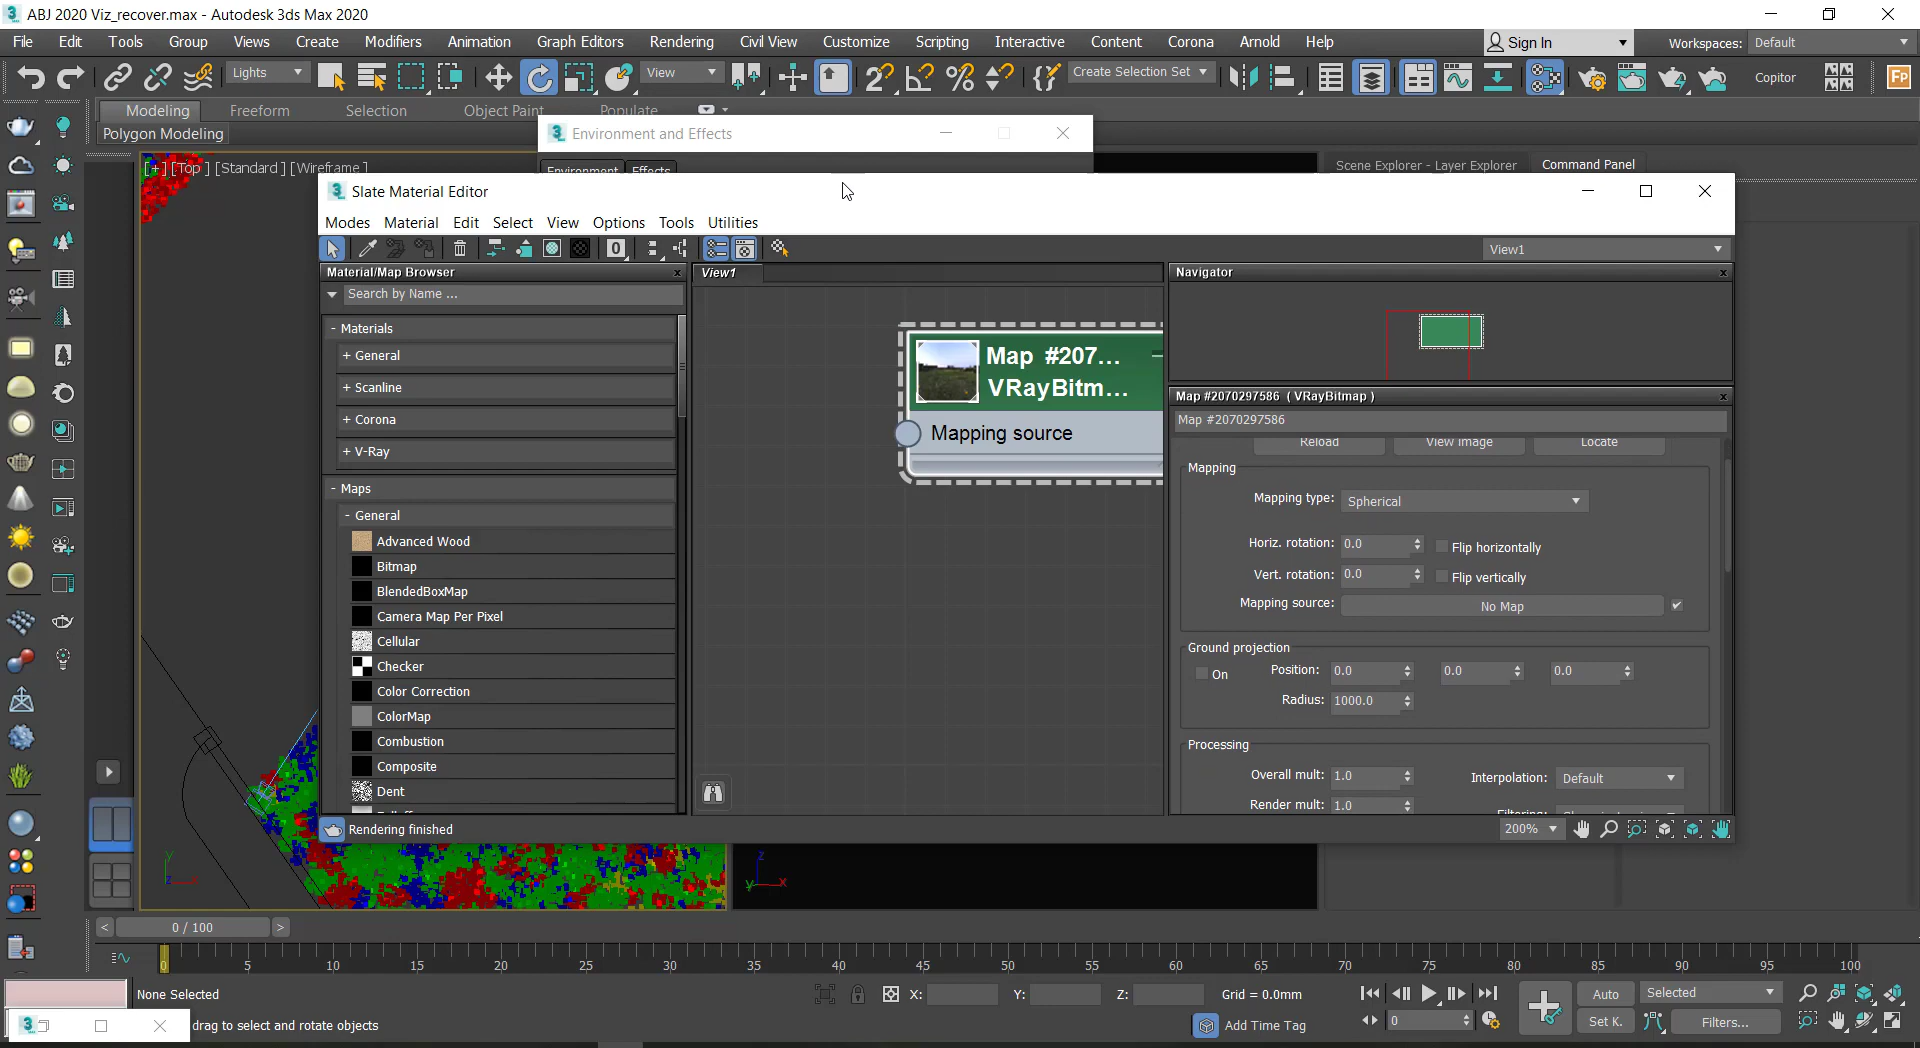 ABJ 2020 Viz_recover.max - Autodesk 3ds Max 2020
File Edit Tools Group Views Create Modifiers Animation Graph Editors Rendering Civil View Customize Scripting Interactive Content Corona Arnold Help Sign In Workspaces: Default
Lights View Create Selection Set Copitor Fp
Modeling Freeform Selection Object Paint Populate
Polygon Modeling
Environment and Effects
[+] [Top ] [Standard ] [Wireframe ]
Environment Effects
Scene Explorer - Layer Explorer Command Panel
Slate Material Editor
Modes Material Edit Select View Options Tools Utilities
View1
Material/Map Browser
View1
Navigator
Search by Name ...
- Materials
+ General
+ Scanline
+ Corona
+ V-Ray
- Maps
- General
Advanced Wood
Bitmap
BlendedBoxMap
Camera Map Per Pixel
Cellular
Checker
Color Correction
ColorMap
Combustion
Composite
Dent
Map #207...
VRayBitm...
Mapping source
Map #2070297586 ( VRayBitmap )
Map #2070297586
Reload View Image Locate
Mapping
Mapping type: Spherical
Horiz. rotation: 0.0 Flip horizontally
Vert. rotation: 0.0 Flip vertically
Mapping source: No Map
Ground projection
On Position: 0.0 0.0 0.0
Radius: 1000.0
Processing
Overall mult: 1.0 Interpolation: Default
Render mult: 1.0
Rendering finished
200%
y x z
z y x
< 0 / 100 >
0 5 10 15 20 25 30 35 40 45 50 55 60 65 70 75 80 85 90 95 100
None Selected X: Y: Z: Grid = 0.0mm Auto Selected
drag to select and rotate objects Add Time Tag 0 Set K. Filters...